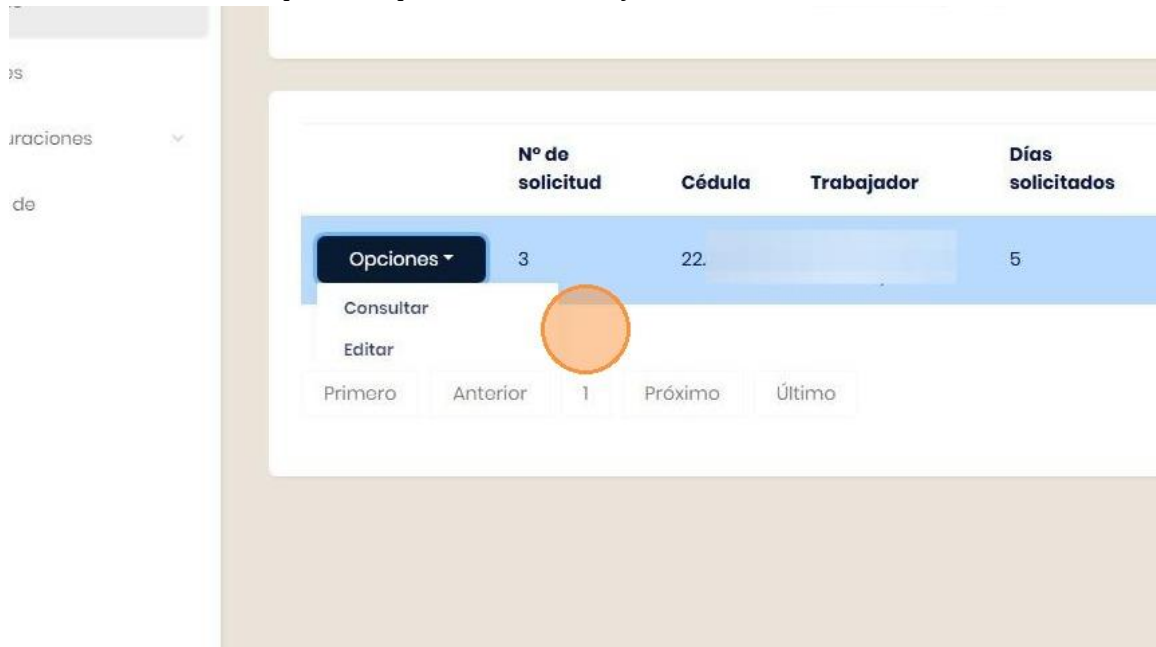 uraciones
de
Nº de
solicitud
Cédula
Trabajador
Días
solicitados
Opciones
3
22.
5
Consultar
Editar
Primero Anterior 1 Próximo Último